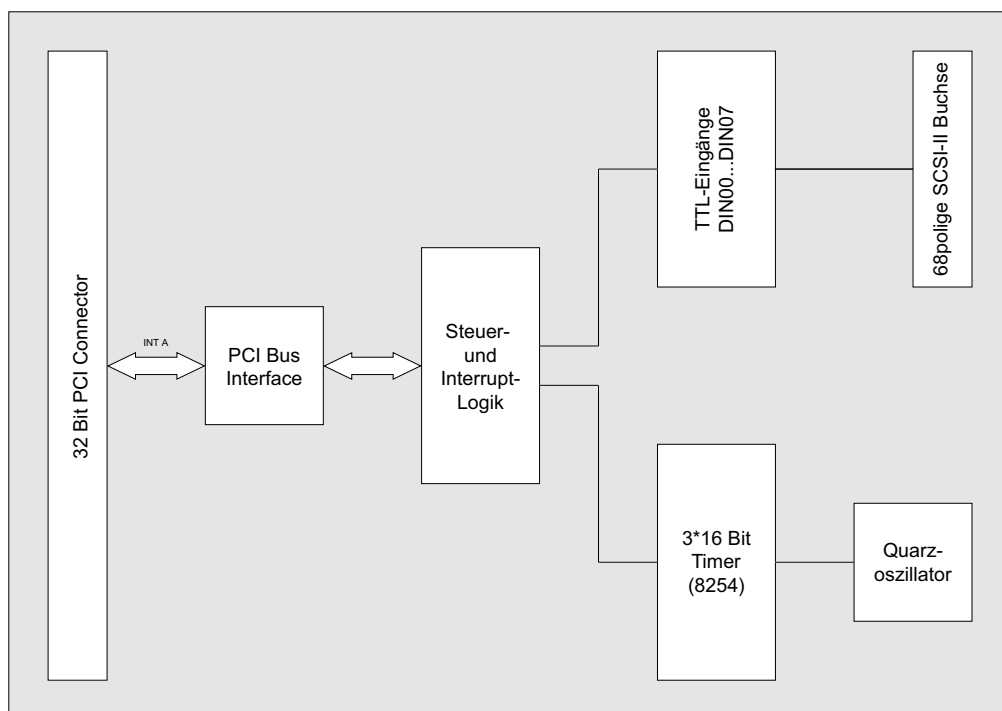 32 Bit PCI Connector
INT A
PCI Bus
Interface
Steuer-
und
Interrupt-
Logik
TTL-Eingänge
DIN00...DIN07
68polige SCSI-II Buchse
3*16 Bit
Timer
(8254)
Quarz-
oszillator